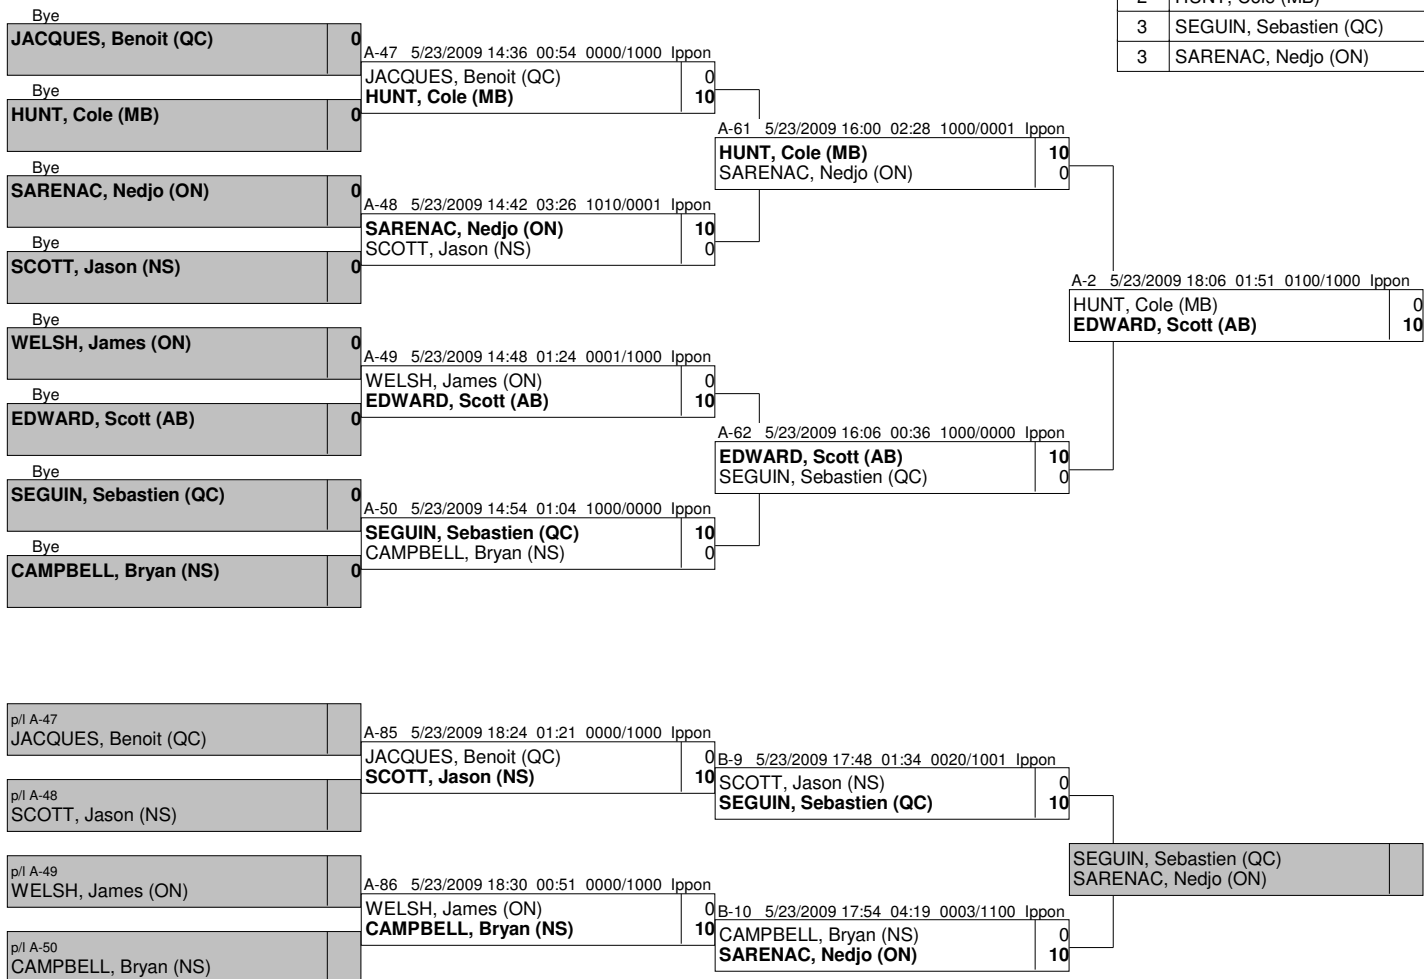 2 HUNT, Cole (MB)
3 SEGUIN, Sebastien (QC)
3 SARENAC, Nedjo (ON)
Bye
JACQUES, Benoit (QC) 0
Bye
HUNT, Cole (MB) 0
Bye
SARENAC, Nedjo (ON) 0
Bye
SCOTT, Jason (NS) 0
Bye
WELSH, James (ON) 0
Bye
EDWARD, Scott (AB) 0
Bye
SEGUIN, Sebastien (QC) 0
Bye
CAMPBELL, Bryan (NS) 0
A-47 5/23/2009 14:36 00:54 0000/1000 Ippon
JACQUES, Benoit (QC) 0
HUNT, Cole (MB) 10
A-48 5/23/2009 14:42 03:26 1010/0001 Ippon
SARENAC, Nedjo (ON) 10
SCOTT, Jason (NS) 0
A-49 5/23/2009 14:48 01:24 0001/1000 Ippon
WELSH, James (ON) 0
EDWARD, Scott (AB) 10
A-50 5/23/2009 14:54 01:04 1000/0000 Ippon
SEGUIN, Sebastien (QC) 10
CAMPBELL, Bryan (NS) 0
A-61 5/23/2009 16:00 02:28 1000/0001 Ippon
HUNT, Cole (MB) 10
SARENAC, Nedjo (ON) 0
A-62 5/23/2009 16:06 00:36 1000/0000 Ippon
EDWARD, Scott (AB) 10
SEGUIN, Sebastien (QC) 0
A-2 5/23/2009 18:06 01:51 0100/1000 Ippon
HUNT, Cole (MB) 0
EDWARD, Scott (AB) 10
p/l A-47
JACQUES, Benoit (QC)
p/l A-48
SCOTT, Jason (NS)
p/l A-49
WELSH, James (ON)
p/l A-50
CAMPBELL, Bryan (NS)
A-85 5/23/2009 18:24 01:21 0000/1000 Ippon
JACQUES, Benoit (QC) 0
SCOTT, Jason (NS) 10
A-86 5/23/2009 18:30 00:51 0000/1000 Ippon
WELSH, James (ON) 0
CAMPBELL, Bryan (NS) 10
B-9 5/23/2009 17:48 01:34 0020/1001 Ippon
SCOTT, Jason (NS) 0
SEGUIN, Sebastien (QC) 10
B-10 5/23/2009 17:54 04:19 0003/1100 Ippon
CAMPBELL, Bryan (NS) 0
SARENAC, Nedjo (ON) 10
SEGUIN, Sebastien (QC)
SARENAC, Nedjo (ON)